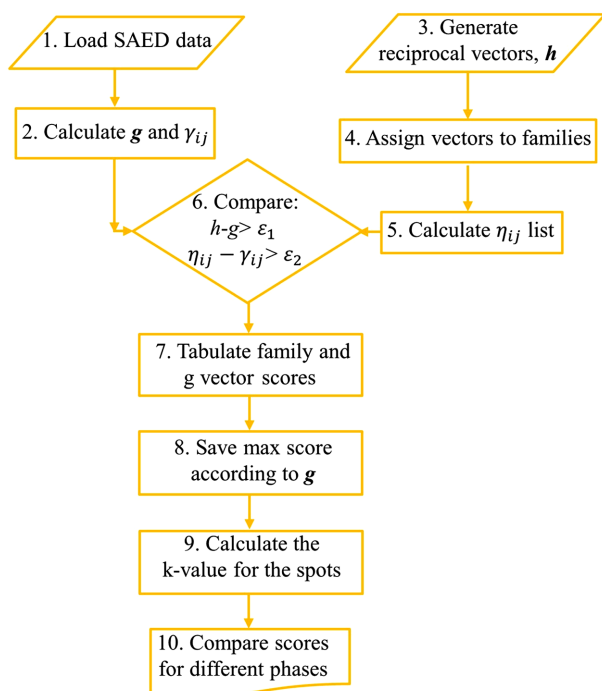 1. Load SAED data
2. Calculate g and γij
3. Generate
reciprocal vectors, h
4. Assign vectors to families
5. Calculate ηij list
6. Compare:
h-g> ε1
ηij − γij> ε2
7. Tabulate family and
g vector scores
8. Save max score
according to g
9. Calculate the
k-value for the spots
10. Compare scores
for different phases